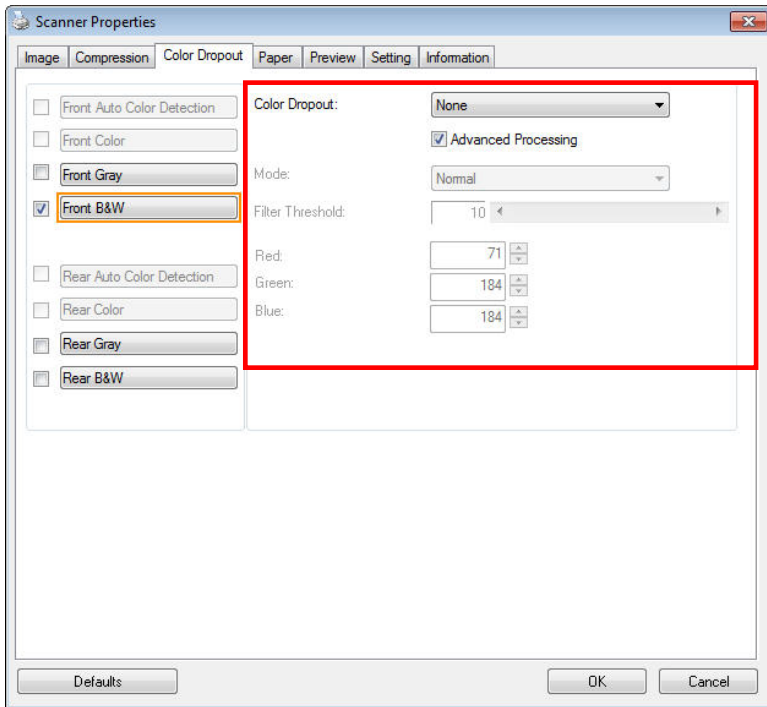 Scanner Properties
Image Compression Color Dropout Paper Preview Setting Information
Front Auto Color Detection
Front Color
Front Gray
Front B&W
Rear Auto Color Detection
Rear Color
Rear Gray
Rear B&W
Color Dropout: None
Advanced Processing
Mode: Normal
Filter Threshold: 10
Red: 71
Green: 184
Blue: 184
Defaults OK Cancel